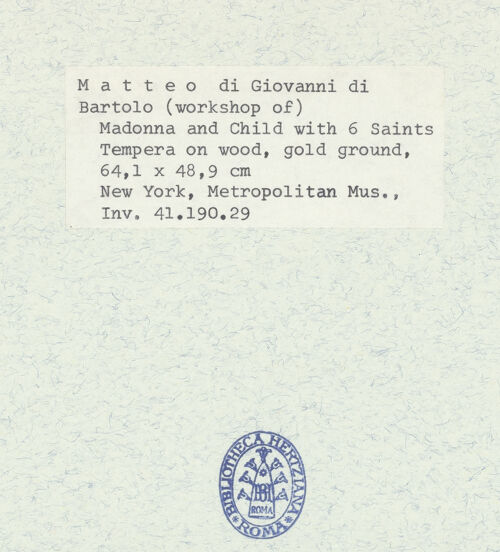 M a t t e o di Giovanni di
Bartolo (workshop of)
Madonna and Child with 6 Saints
Tempera on wood, gold ground,
64,1 x 48,9 cm
New York, Metropolitan Mus.,
Inv. 41.190.29
BIBLIOTHECA HERTZIANA
BH
ROMA
* ROMA *